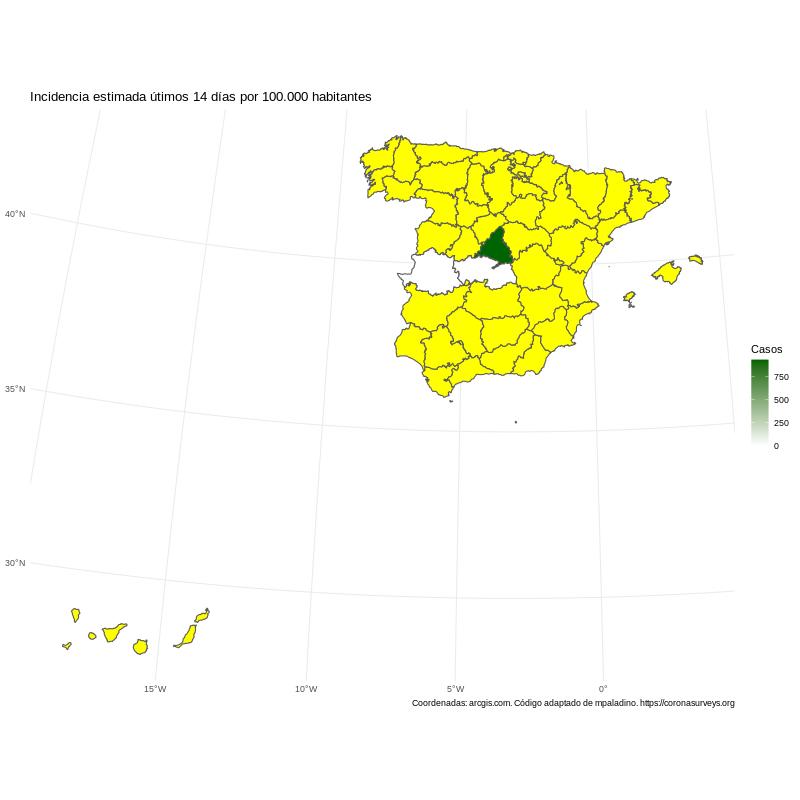 Incidencia estimada útimos 14 días por 100.000 habitantes
40°N
35°N
30°N
15°W
10°W
5°W
0°
Casos
750
500
250
0
Coordenadas: arcgis.com. Código adaptado de mpaladino. https://coronasurveys.org